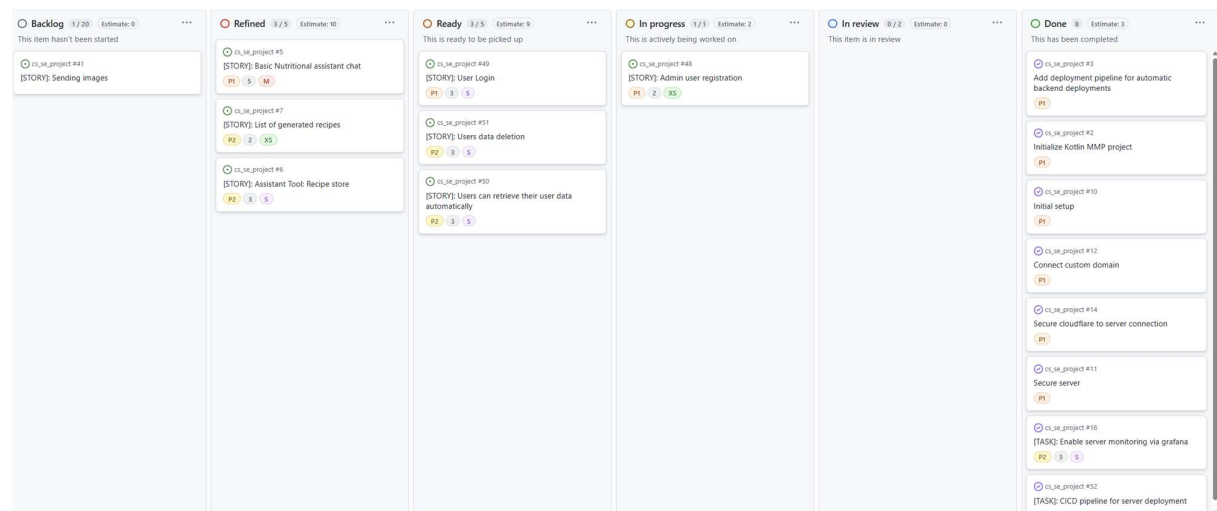 Backlog 1 / 20 Estimate: 0 ...
This item hasn't been started
cs_se_project #41
[STORY]: Sending images
Refined 3 / 5 Estimate: 10 ...
cs_se_project #5
[STORY]: Basic Nutritional assistant chat
P1 5 M
cs_se_project #7
[STORY]: List of generated recipes
P2 2 XS
cs_se_project #6
[STORY]: Assistant Tool: Recipe store
P2 3 S
Ready 3 / 5 Estimate: 9 ...
This is ready to be picked up
cs_se_project #49
[STORY]: User Login
P1 3 S
cs_se_project #51
[STORY]: Users data deletion
P2 3 S
cs_se_project #50
[STORY]: Users can retrieve their user data
automatically
P2 3 S
In progress 1 / 1 Estimate: 2 ...
This is actively being worked on
cs_se_project #48
[STORY]: Admin user registration
P1 2 XS
In review 0 / 2 Estimate: 0 ...
This item is in review
Done 8 Estimate: 3 ...
This has been completed
cs_se_project #3
Add deployment pipeline for automatic
backend deployments
P1
cs_se_project #2
Initialize Kotlin MMP project
P1
cs_se_project #10
Initial setup
P1
cs_se_project #12
Connect custom domain
P1
cs_se_project #14
Secure cloudflare to server connection
P1
cs_se_project #11
Secure server
P1
cs_se_project #16
[TASK]: Enable server monitoring via grafana
P2 3 S
cs_se_project #52
[TASK]: CICD pipeline for server deployment